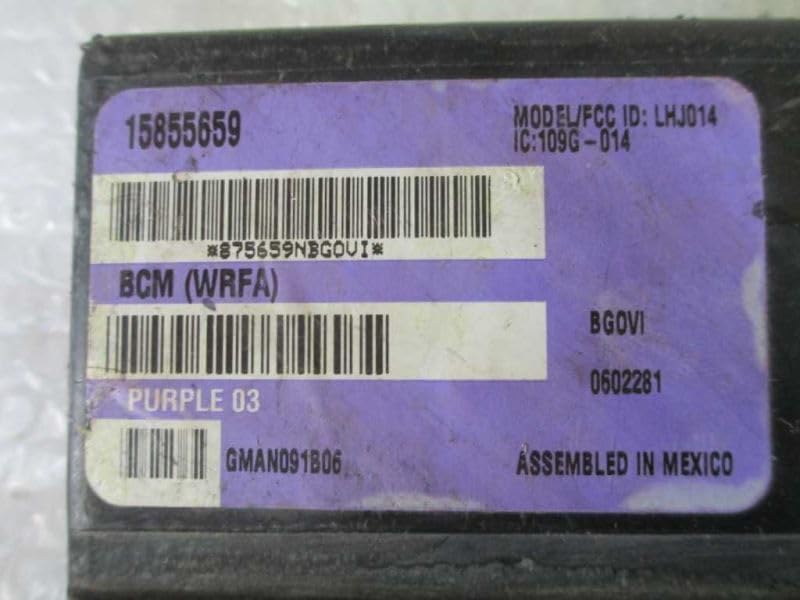 15855659
MODEL/FCC ID: LHJ014
IC:109G-014
*875659NBGOVI*
BCM (WRFA)
BGOVI
0602281
PURPLE 03
GMAN091B06
ASSEMBLED IN MEXICO